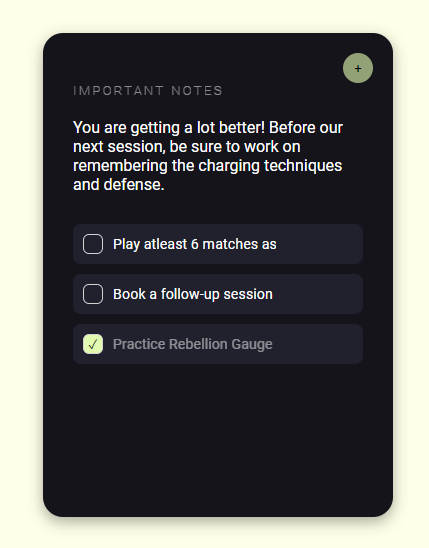 +
IMPORTANT NOTES
You are getting a lot better! Before our
next session, be sure to work on
remembering the charging techniques
and defense.
Play atleast 6 matches as
Book a follow-up session
Practice Rebellion Gauge